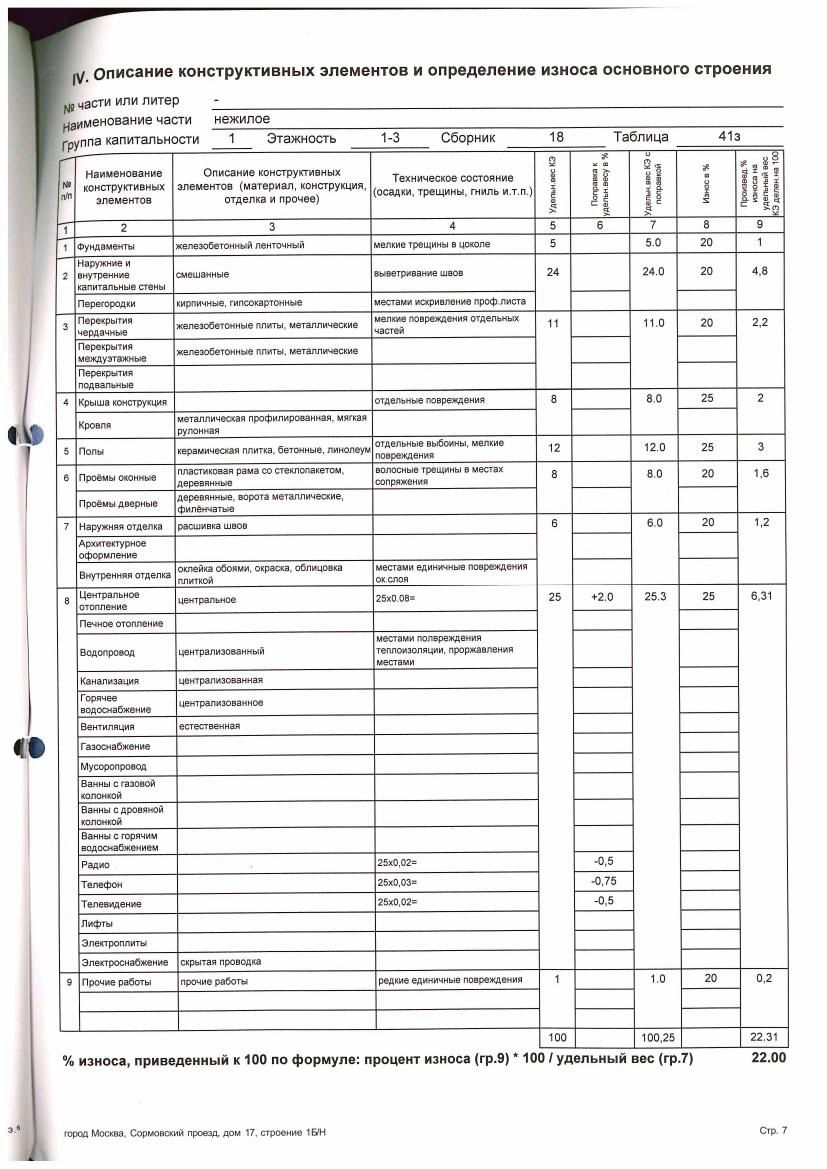 IV. Описание конструктивных элементов и определение износа основного строения
№ части или литер -
Наименование части нежилое
Группа капитальности 1 Этажность 1-3 Сборник 18 Таблица 41з
№ п/п Наименование конструктивных элементов Описание конструктивных элементов (материал, конструкция, отделка и прочее) Техническое состояние (осадки, трещины, гниль и.т.п.) Удельн.вес КЭ Поправка к удельн.весу в % Удельн.вес КЭ с поправкой Износ в % Произвед.% износа на удельный вес КЭ делен.на 100
1 2 3 4 5 6 7 8 9
1 Фундаменты железобетонный ленточный мелкие трещины в цоколе 5 5.0 20 1
2 Наружние и внутренние капитальные стены смешанные выветривание швов 24 24.0 20 4,8
Перегородки кирпичные, гипсокартонные местами искривление проф.листа
3 Перекрытия чердачные железобетонные плиты, металлические мелкие повреждения отдельных частей 11 11.0 20 2,2
Перекрытия междуэтажные железобетонные плиты, металлические
Перекрытия подвальные
4 Крыша конструкция отдельные повреждения 8 8.0 25 2
Кровля металлическая профилированная, мягкая рулонная
5 Полы керамическая плитка, бетонные, линолеум отдельные выбоины, мелкие повреждения 12 12.0 25 3
6 Проёмы оконные пластиковая рама со стеклопакетом, деревянные волосные трещины в местах сопряжения 8 8.0 20 1,6
Проёмы дверные деревянные, ворота металлические, филёнчатые
7 Наружняя отделка расшивка швов 6 6.0 20 1,2
Архитектурное оформление
Внутренняя отделка оклейка обоями, окраска, облицовка плиткой местами единичные повреждения ок.слоя
8 Центральное отопление центральное 25х0.08= 25 +2.0 25.3 25 6,31
Печное отопление
Водопровод централизованный местами полвреждения теплоизоляции, проржавления местами
Канализация централизованная
Горячее водоснабжение централизованное
Вентиляция естественная
Газоснабжение
Мусоропровод
Ванны с газовой колонкой
Ванны с дровяной колонкой
Ванны с горячим водоснабжением
Радио 25х0,02= -0,5
Телефон 25х0,03= -0,75
Телевидение 25х0,02= -0,5
Лифты
Электроплиты
Электроснабжение скрытая проводка
9 Прочие работы прочие работы редкие единичные повреждения 1 1.0 20 0,2
100 100,25 22.31
% износа, приведенный к 100 по формуле: процент износа (гр.9) * 100 / удельный вес (гр.7) 22.00
э.6 город Москва, Сормовский проезд, дом 17, строение 1Б/Н Стр. 7